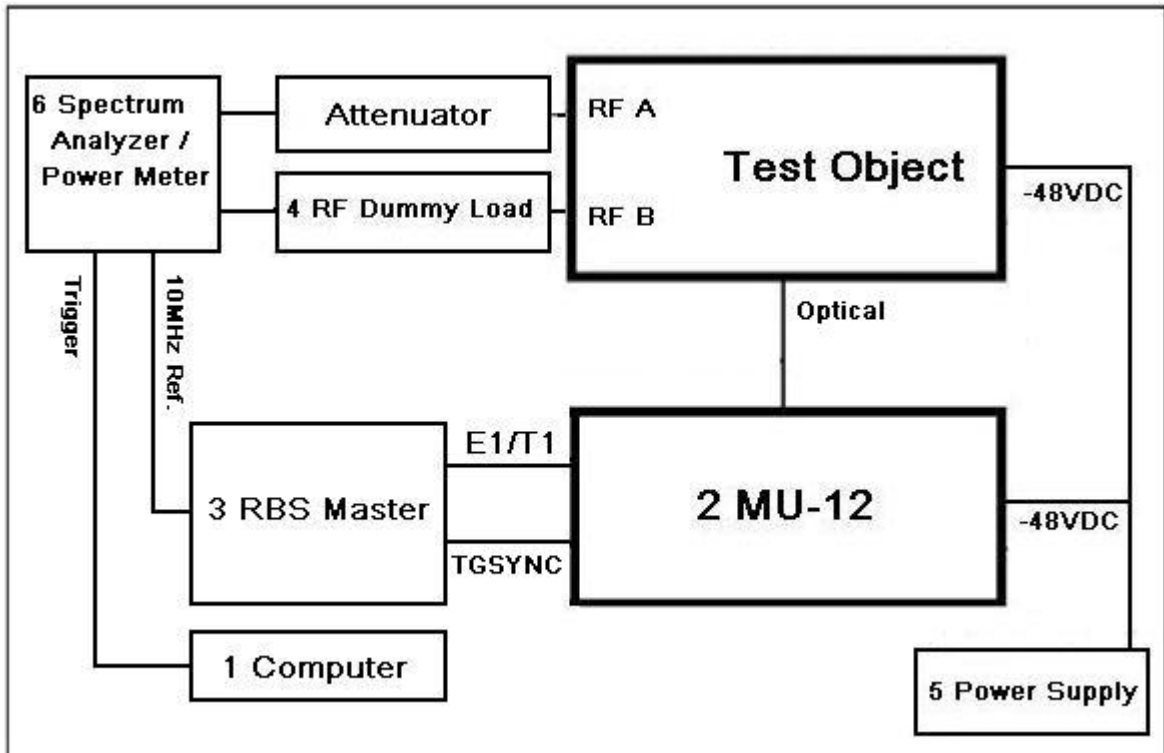 6 Spectrum
Analyzer /
Power Meter
Attenuator
4 RF Dummy Load
RF A
RF B
Test Object
-48VDC
Optical
Trigger
10MHz Ref.
3 RBS Master
E1/T1
TGSYNC
2 MU-12
-48VDC
1 Computer
5 Power Supply